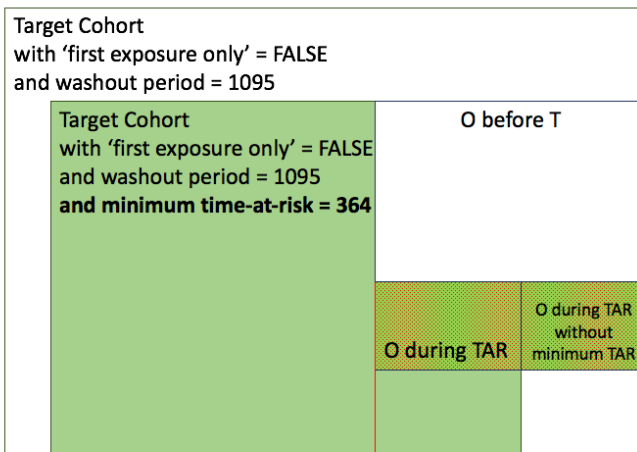 Target Cohort
with ‘first exposure only’ = FALSE
and washout period = 1095
Target Cohort
with ‘first exposure only’ = FALSE
and washout period = 1095
and minimum time-at-risk = 364
O before T
O during TAR
O during TAR
without
minimum TAR